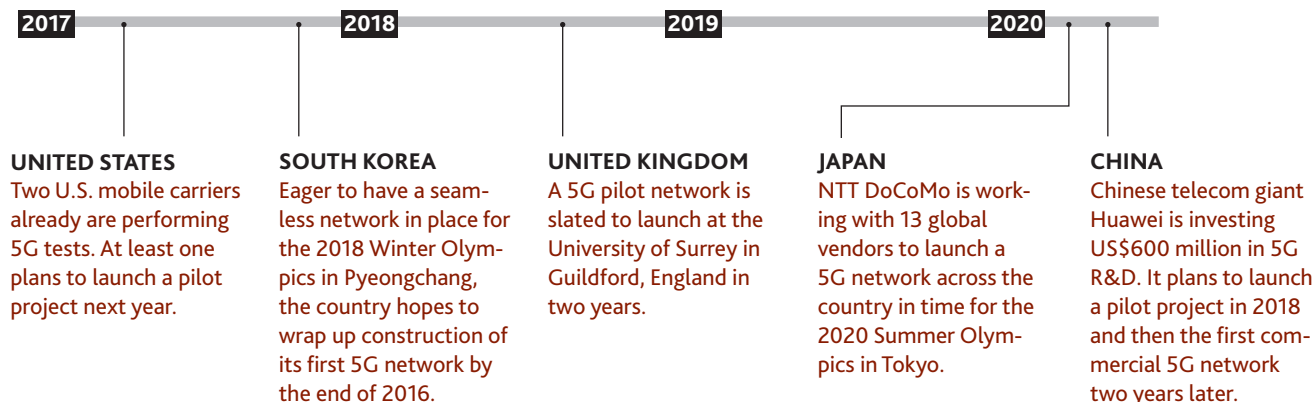 2017
2018
2019
2020
UNITED STATES
Two U.S. mobile carriers
already are performing
5G tests. At least one
plans to launch a pilot
project next year.
SOUTH KOREA
Eager to have a seam-
less network in place for
the 2018 Winter Olym-
pics in Pyeongchang,
the country hopes to
wrap up construction of
its first 5G network by
the end of 2016.
UNITED KINGDOM
A 5G pilot network is
slated to launch at the
University of Surrey in
Guildford, England in
two years.
JAPAN
NTT DoCoMo is work-
ing with 13 global
vendors to launch a
5G network across the
country in time for the
2020 Summer Olym-
pics in Tokyo.
CHINA
Chinese telecom giant
Huawei is investing
US$600 million in 5G
R&D. It plans to launch
a pilot project in 2018
and then the first com-
mercial 5G network
two years later.